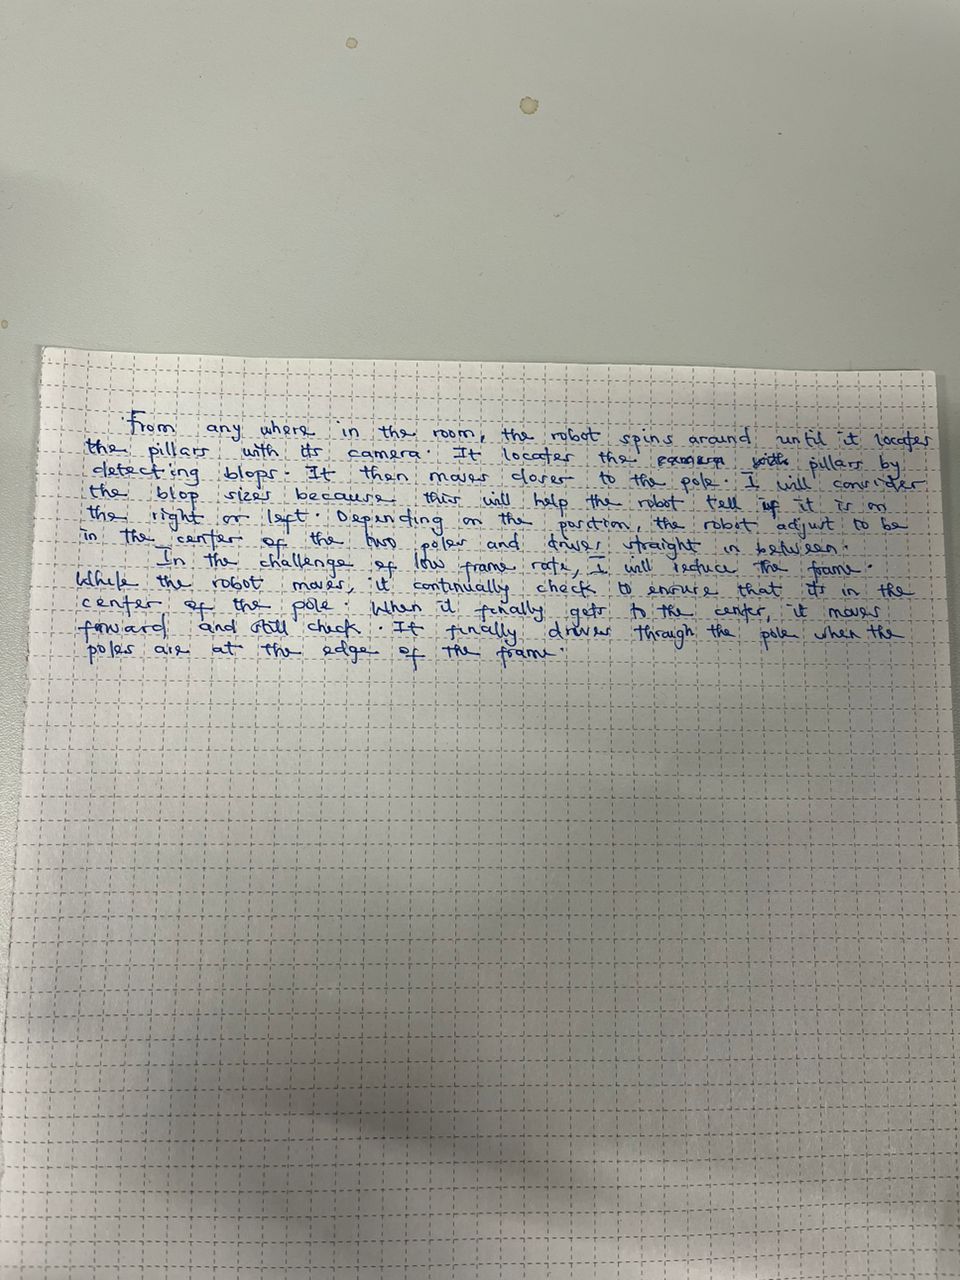 From any where in the room, the robot spins around until it locates
the pillars with its camera. It locates the pillars by
detecting blops. It then moves closer to the pole. I will consider
the blop sizes because this will help the robot tell if it is on
the right or left. Depending on the position, the robot adjust to be
in the center of the two poles and drives straight in between.
In the challenge of low frame rate, I will reduce the frame.
While the robot moves, it continually check to ensure that its in the
center of the pole. When it finally gets to the center, it moves
forward and still check. It finally drives through the pole when the
poles are at the edge of the frame.